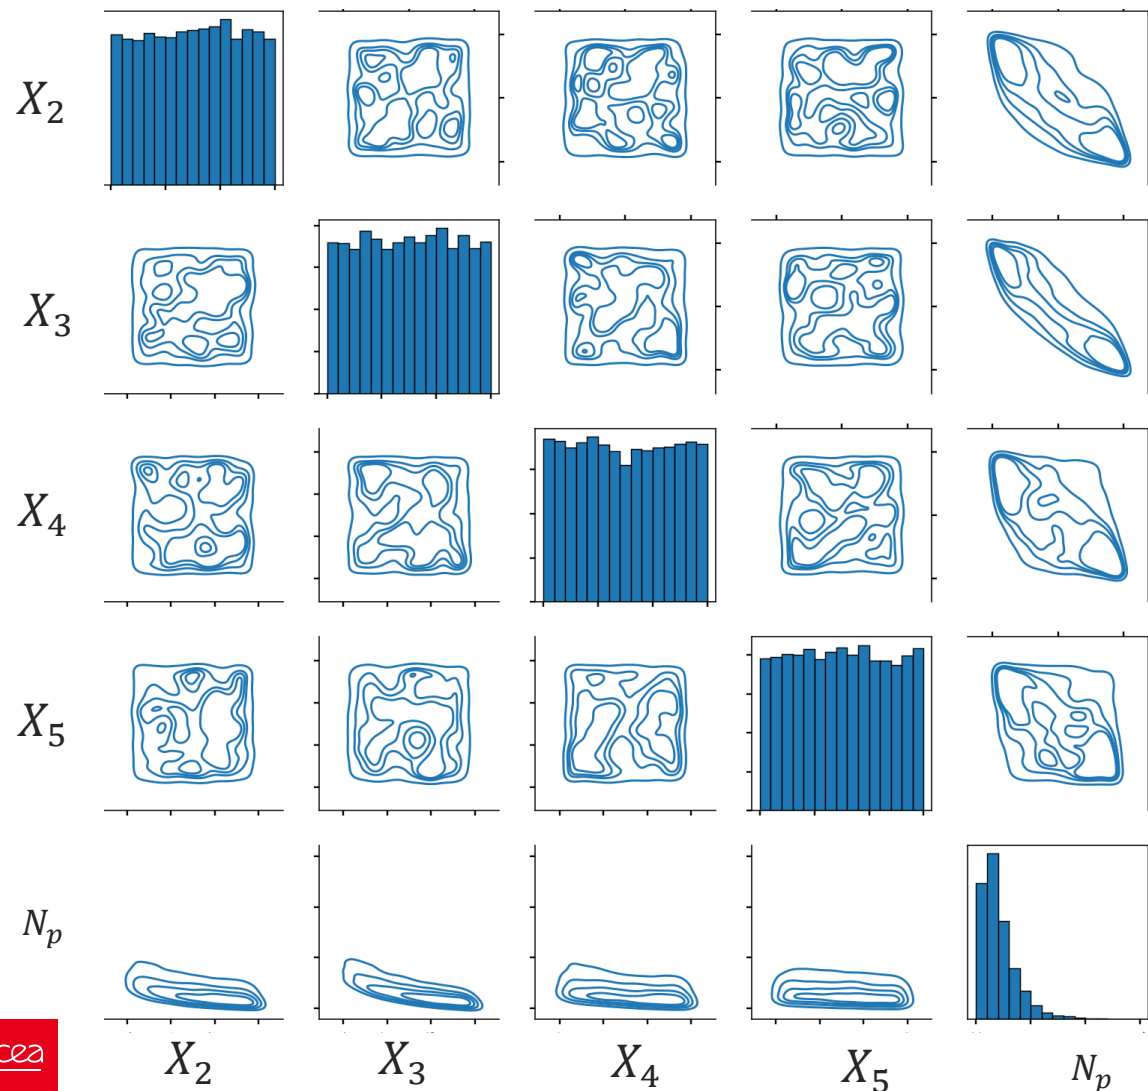 X₂
X₃
X₄
X₅
Nₚ
cea
X₂ X₃ X₄ X₅ Nₚ